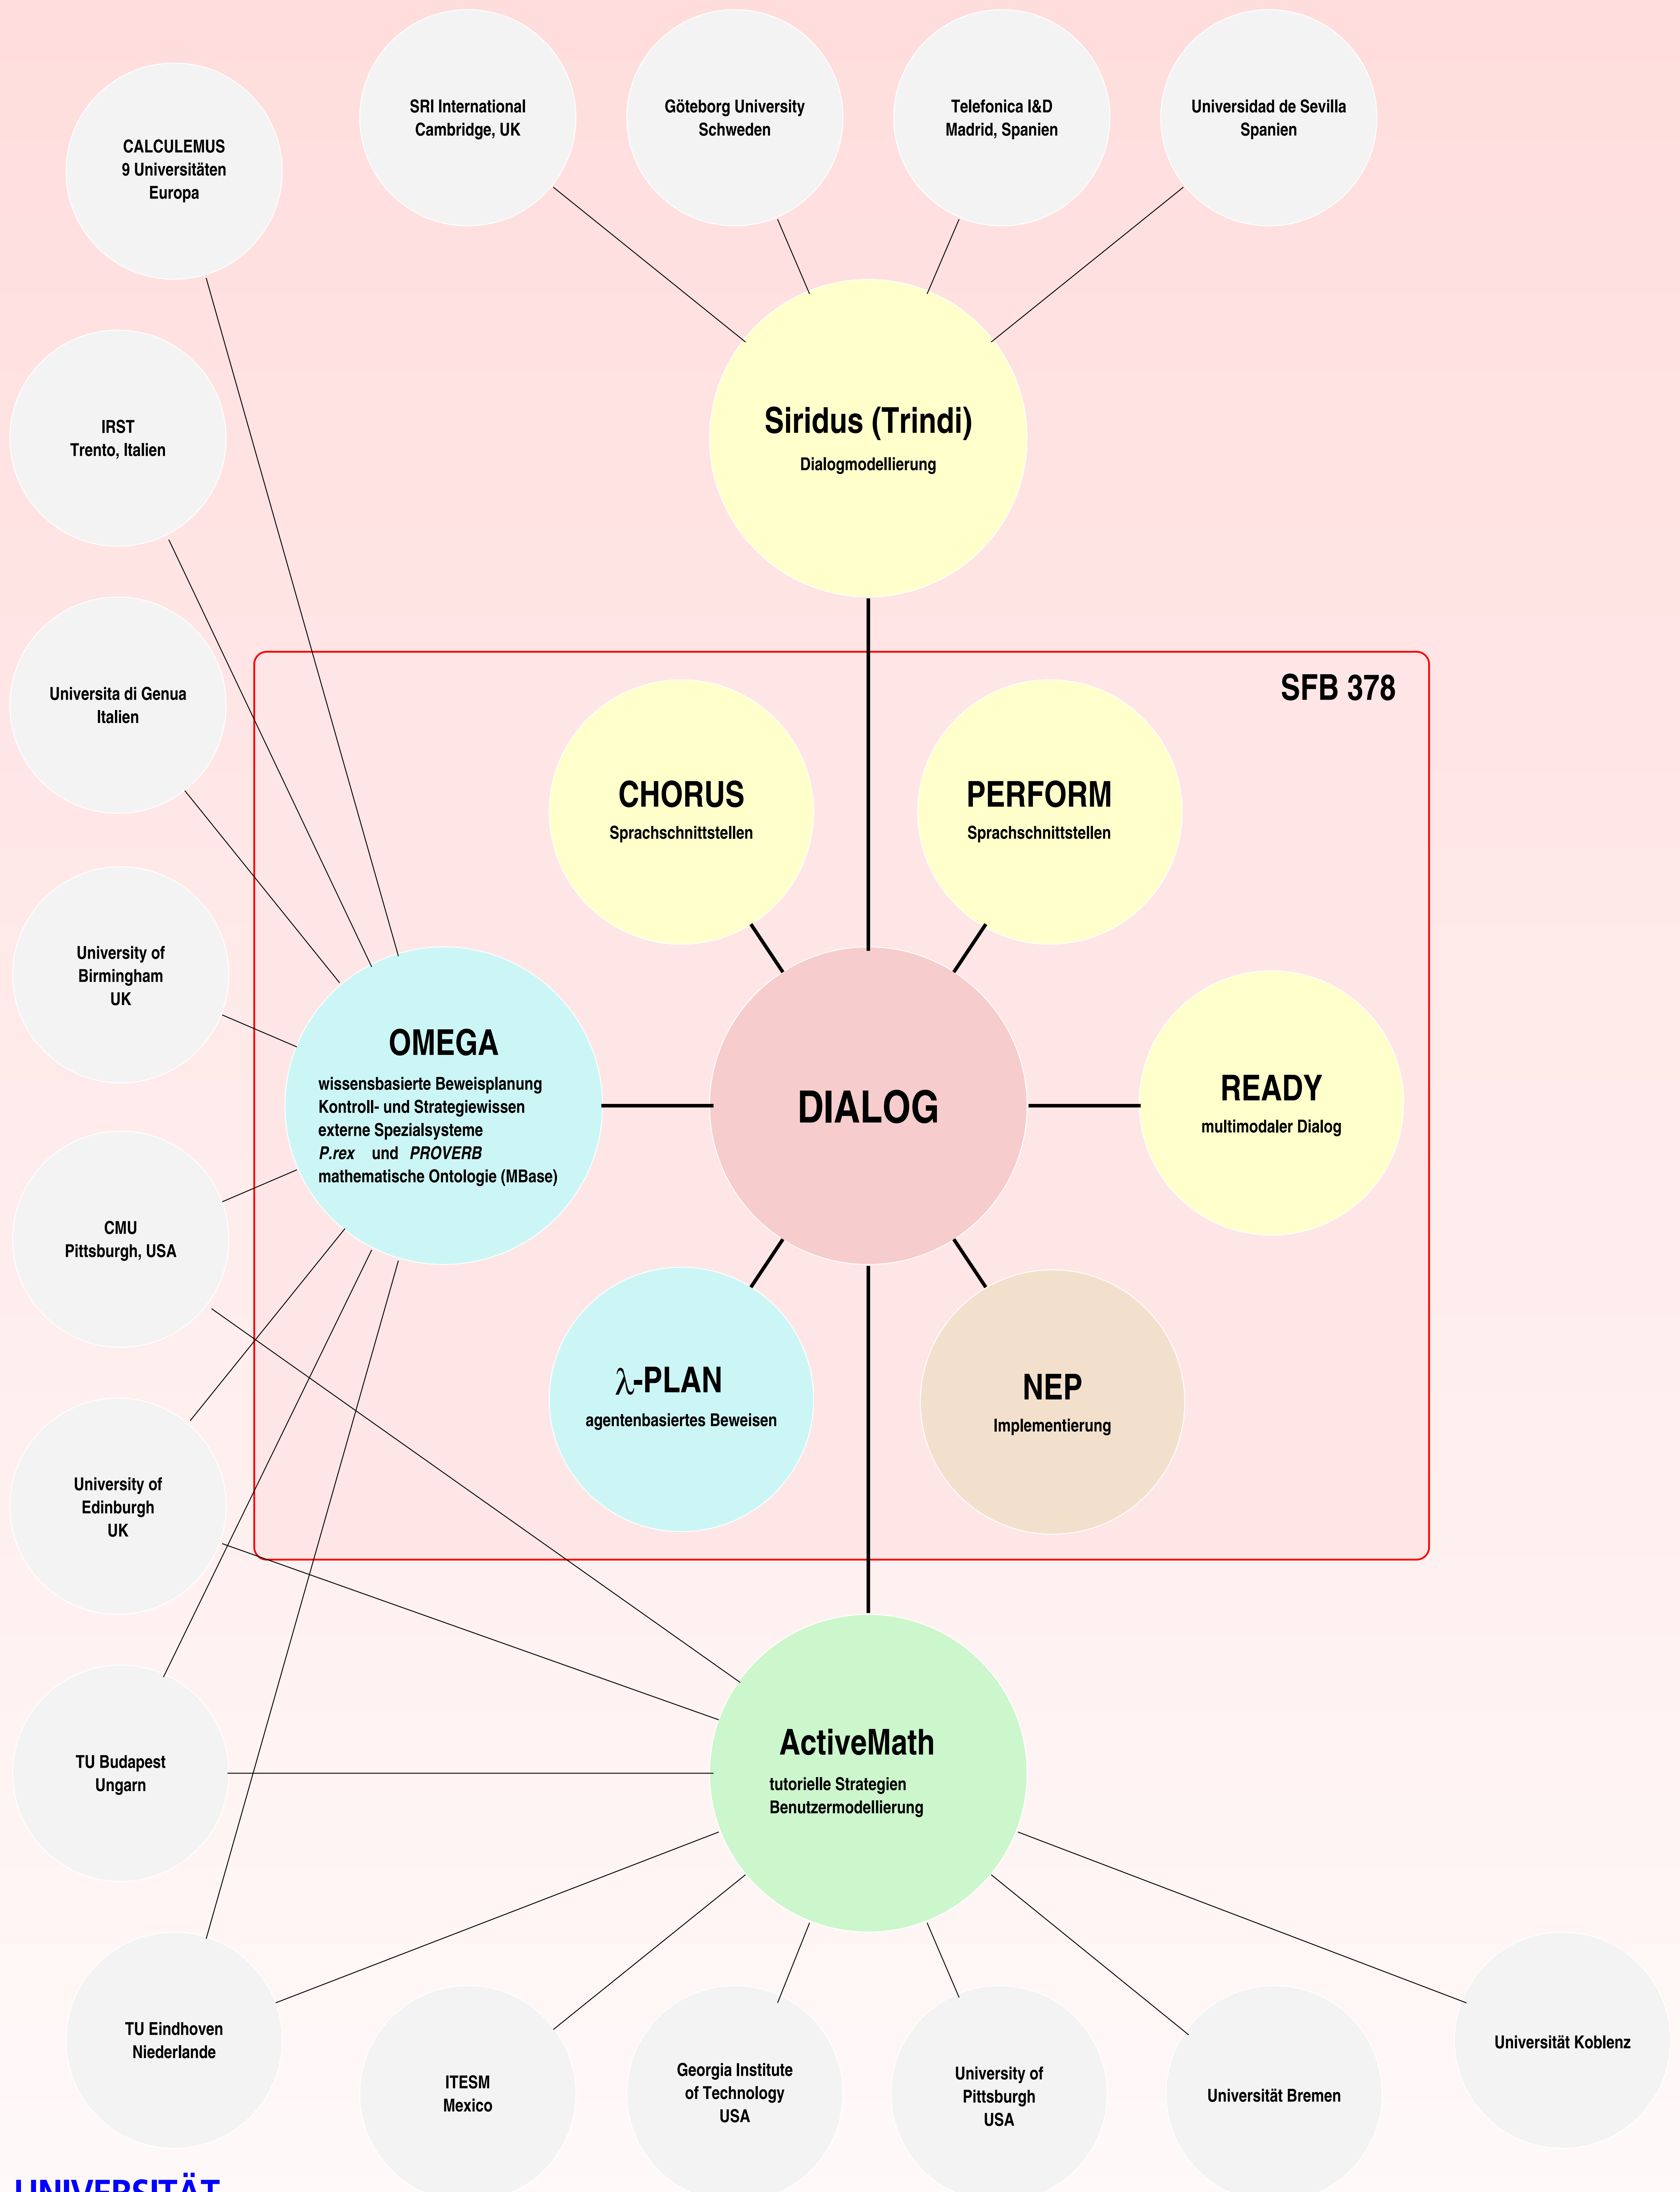 SRI International
Cambridge, UK
Göteborg University
Schweden
Telefonica I&D
Madrid, Spanien
Universidad de Sevilla
Spanien
CALCULEMUS
9 Universitäten
Europa
IRST
Trento, Italien
Siridus (Trindi)
Dialogmodellierung
Universita di Genua
Italien
SFB 378
CHORUS
Sprachschnittstellen
PERFORM
Sprachschnittstellen
University of
Birmingham
UK
OMEGA
wissensbasierte Beweisplanung
Kontroll- und Strategiewissen
externe Spezialsysteme
P.rex und PROVERB
mathematische Ontologie (MBase)
DIALOG
READY
multimodaler Dialog
CMU
Pittsburgh, USA
λ-PLAN
agentenbasiertes Beweisen
NEP
Implementierung
University of
Edinburgh
UK
TU Budapest
Ungarn
ActiveMath
tutorielle Strategien
Benutzermodellierung
TU Eindhoven
Niederlande
ITESM
Mexico
Georgia Institute
of Technology
USA
University of
Pittsburgh
USA
Universität Bremen
Universität Koblenz
UNIVERSITÄT